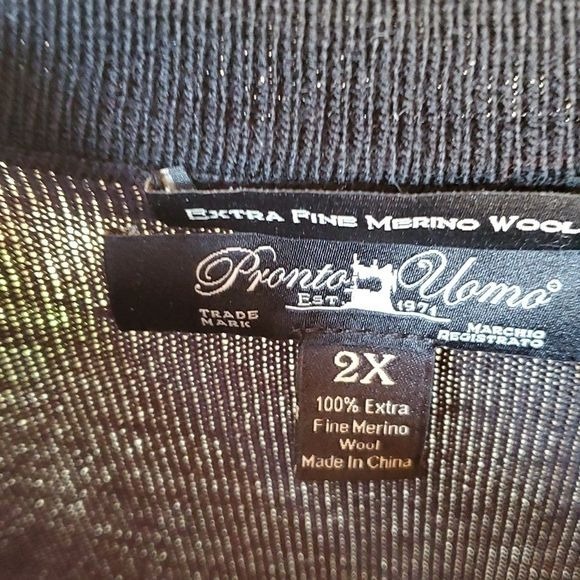 Extra Fine Merino Wool
Pronto Uomo®
Est. 1971
Trade Mark
Marchio Registrato
2X
100% Extra
Fine Merino
Wool
Made In China